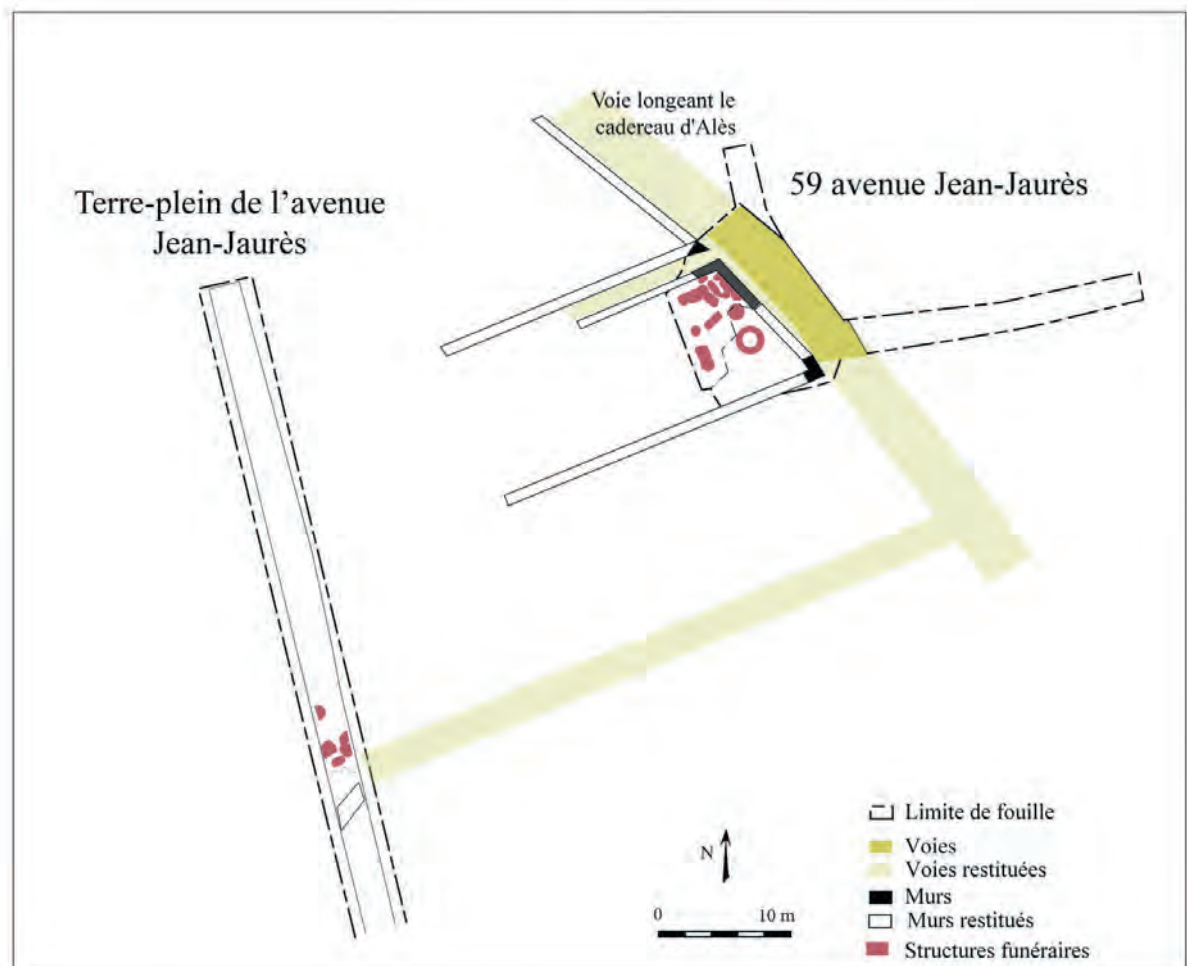 Voie longeant le
cadereau d'Alès
59 avenue Jean-Jaurès
Terre-plein de l’avenue
Jean-Jaurès
N
0 10 m
Limite de fouille
Voies
Voies restituées
Murs
Murs restitués
Structures funéraires